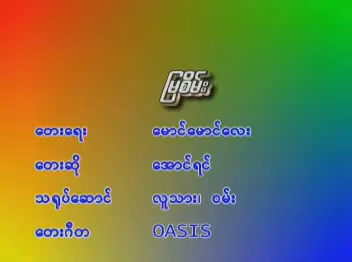 မြစိမ်း
တေးရေး မောင်မောင်လေး
တေးဆို အောင်ရင်
သရုပ်ဆောင် လူသား၊ ဝမ်း
တေးဂီတ OASIS